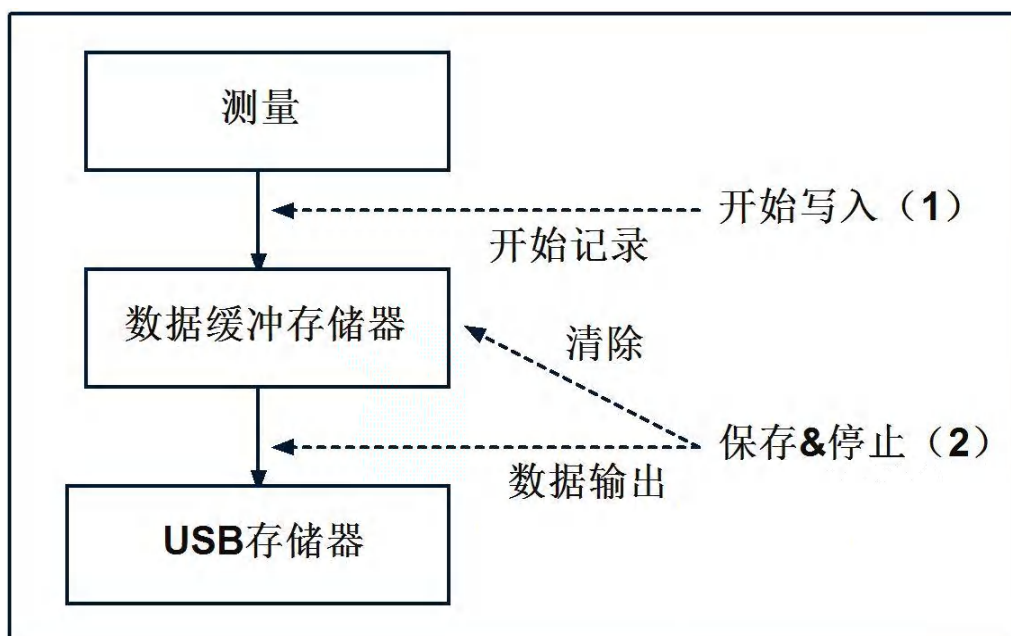 测量
开始写入（1）
开始记录
数据缓冲存储器
清除
保存&停止（2）
数据输出
USB存储器